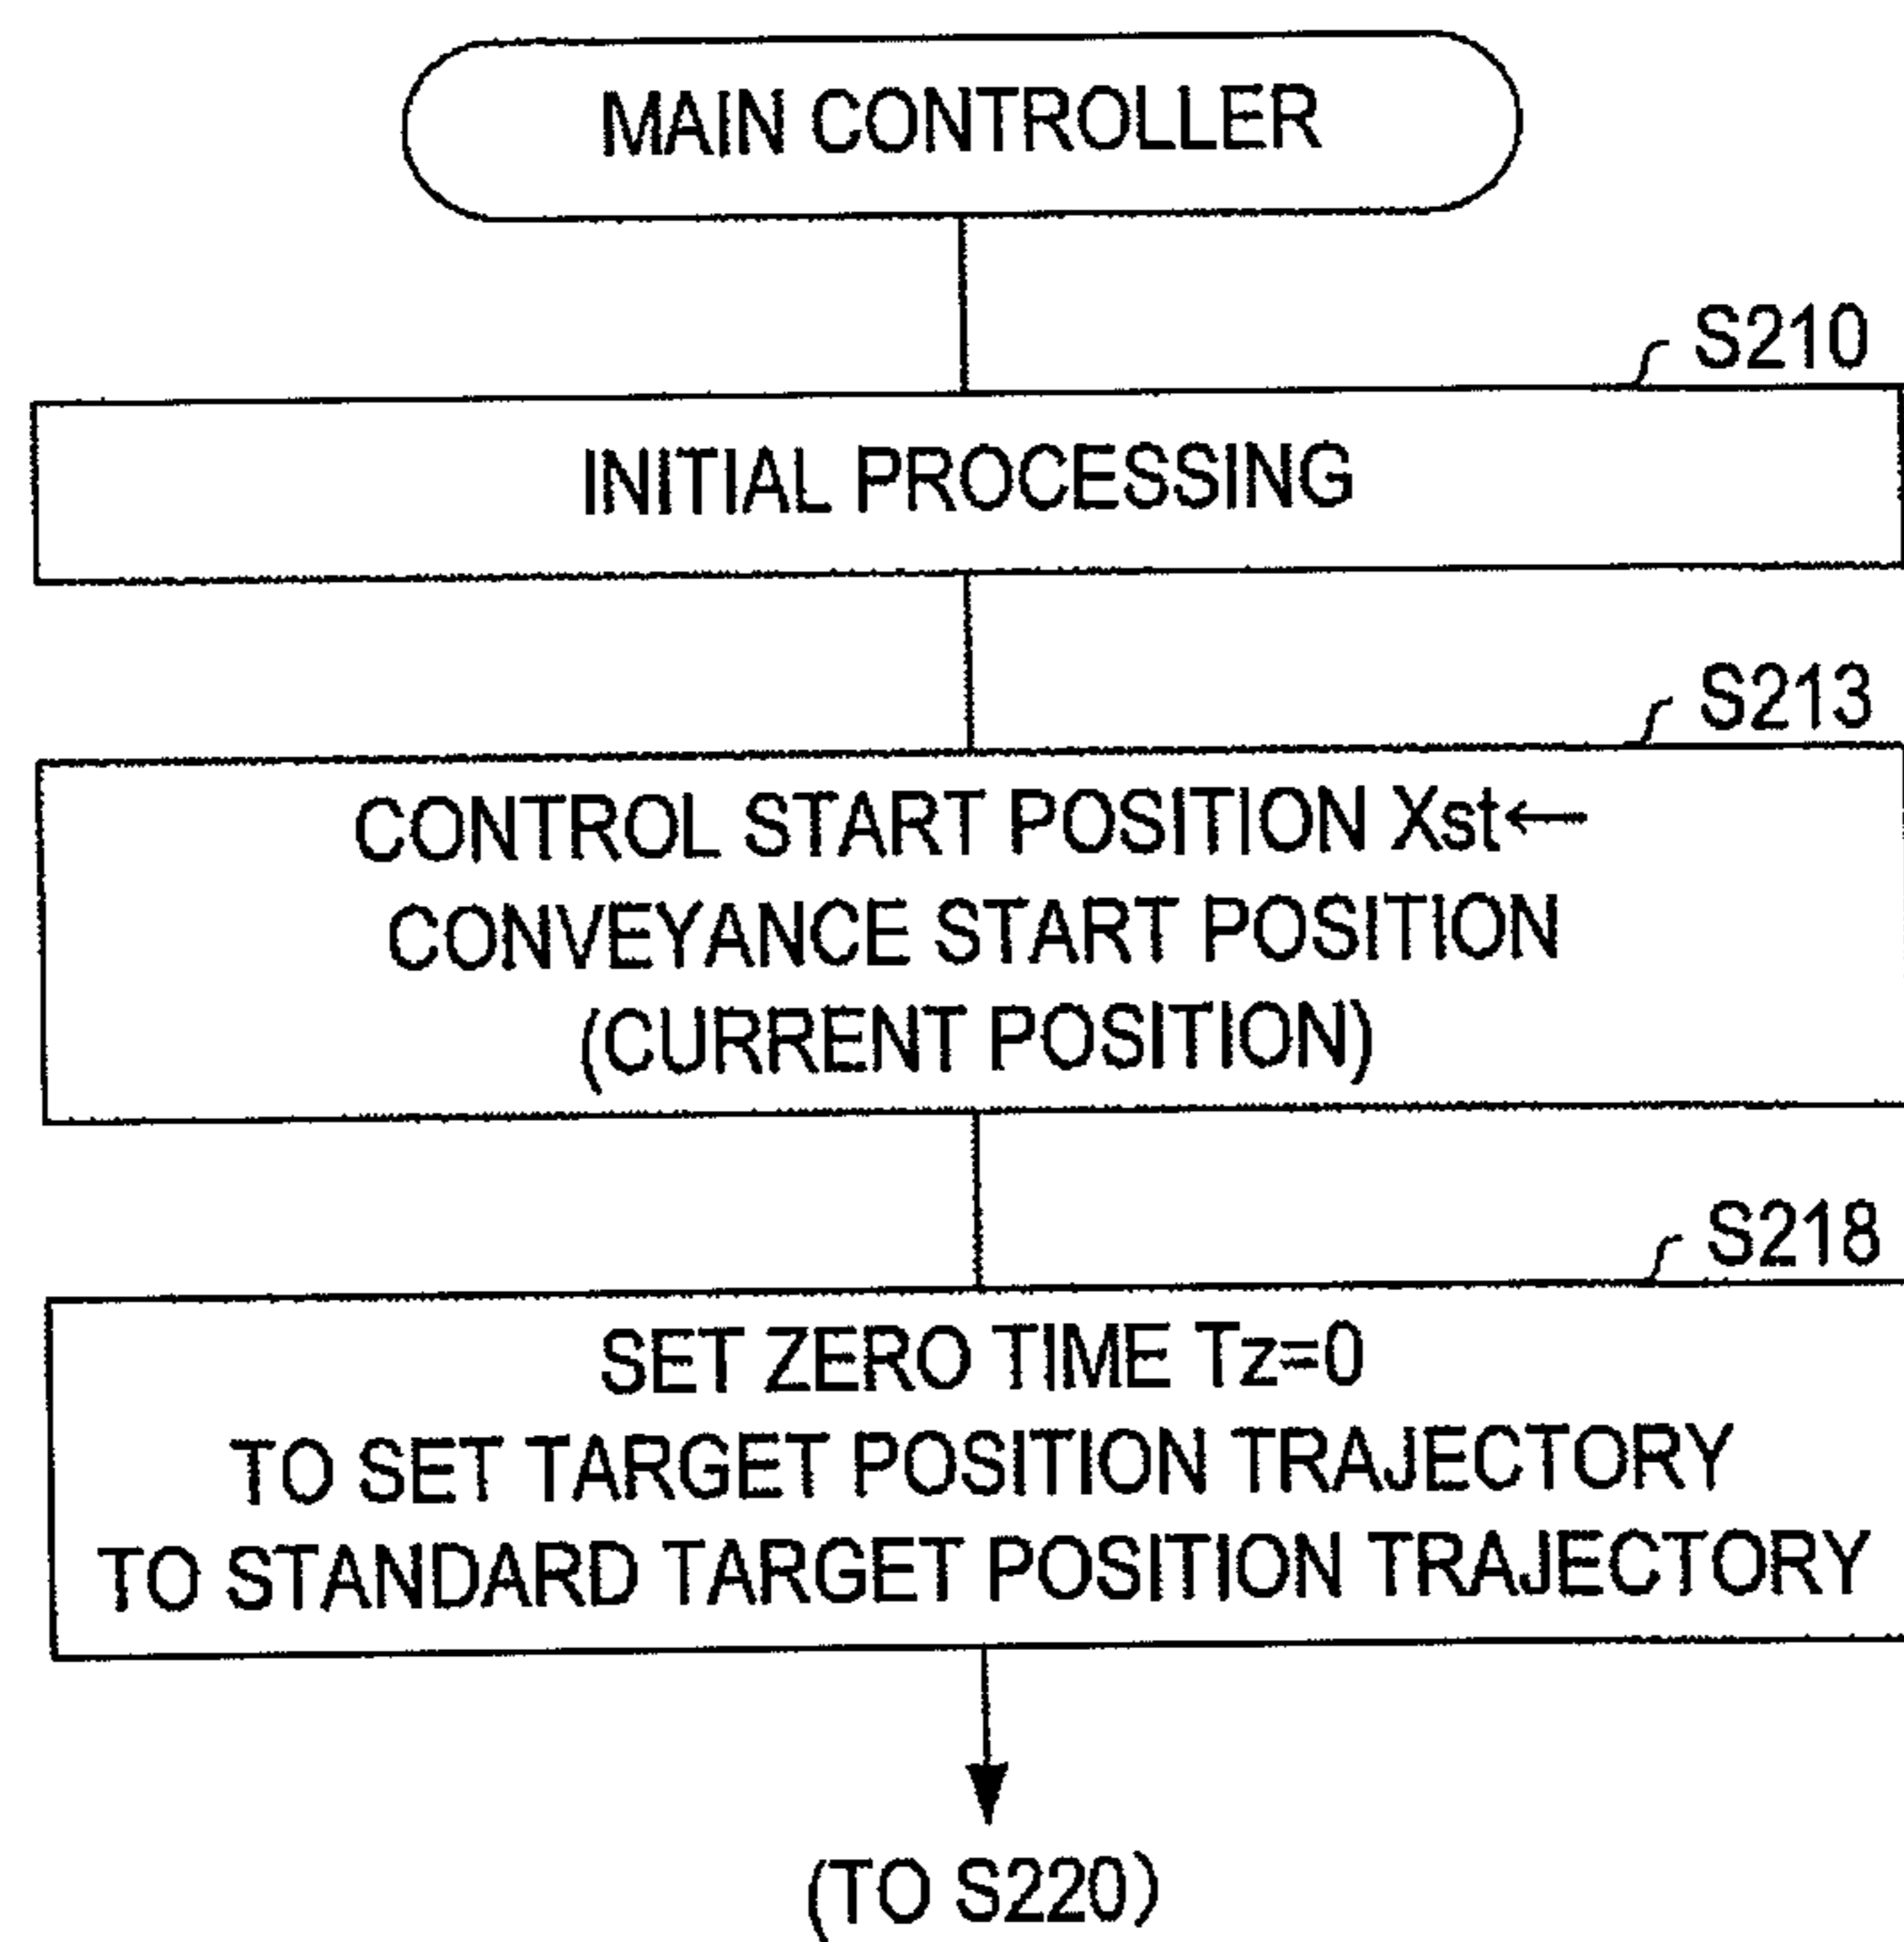 MAIN CONTROLLER
S210
INITIAL PROCESSING
S213
CONTROL START POSITION Xst←
CONVEYANCE START POSITION
(CURRENT POSITION)
S218
SET ZERO TIME Tz=0
TO SET TARGET POSITION TRAJECTORY
TO STANDARD TARGET POSITION TRAJECTORY
(TO S220)